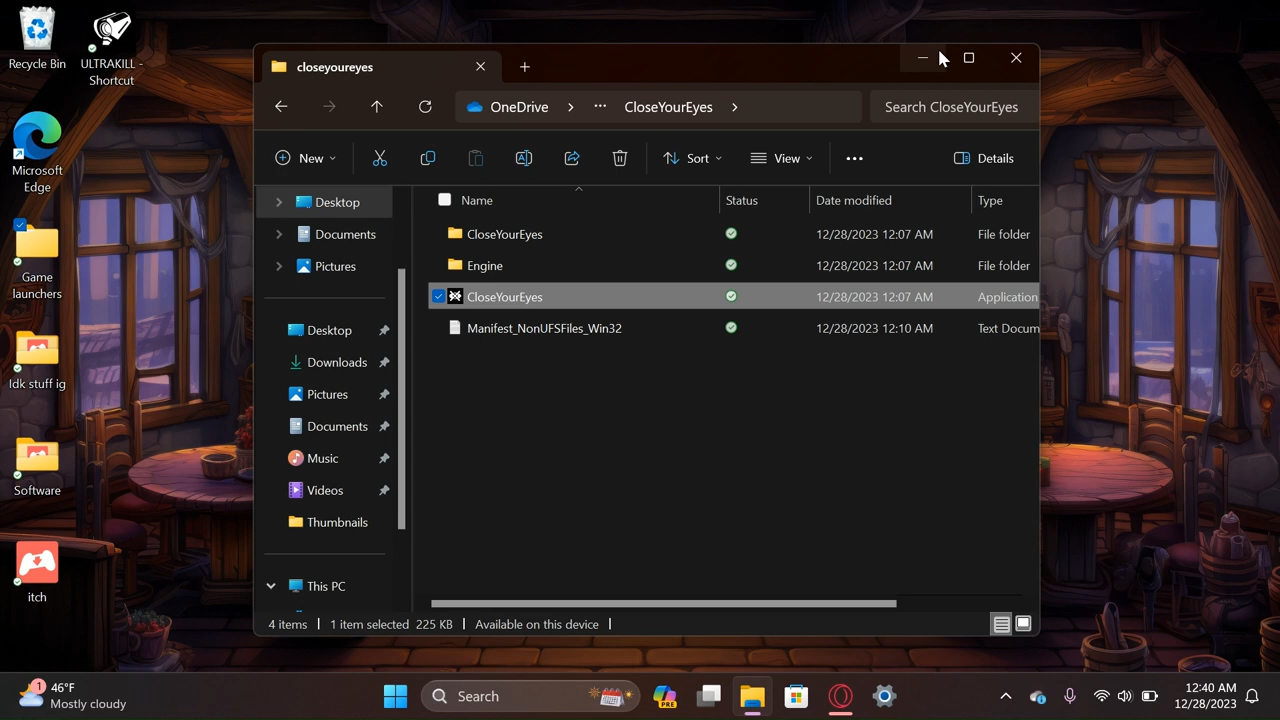 Recycle Bin
ULTRAKILL -
Shortcut
Microsoft
Edge
Game
launchers
Idk stuff ig
Software
itch
closeyoureyes
OneDrive
CloseYourEyes
Search CloseYourEyes
New
Sort
View
Details
Name
Status
Date modified
Type
Desktop
Documents
Pictures
Desktop
Downloads
Pictures
Documents
Music
Videos
Thumbnails
This PC
CloseYourEyes
12/28/2023 12:07 AM
File folder
Engine
12/28/2023 12:07 AM
File folder
CloseYourEyes
12/28/2023 12:07 AM
Application
Manifest_NonUFSFiles_Win32
12/28/2023 12:10 AM
Text Docum
4 items
1 item selected 225 KB
Available on this device
1
46°F
Mostly cloudy
Search
PRE
12:40 AM
12/28/2023